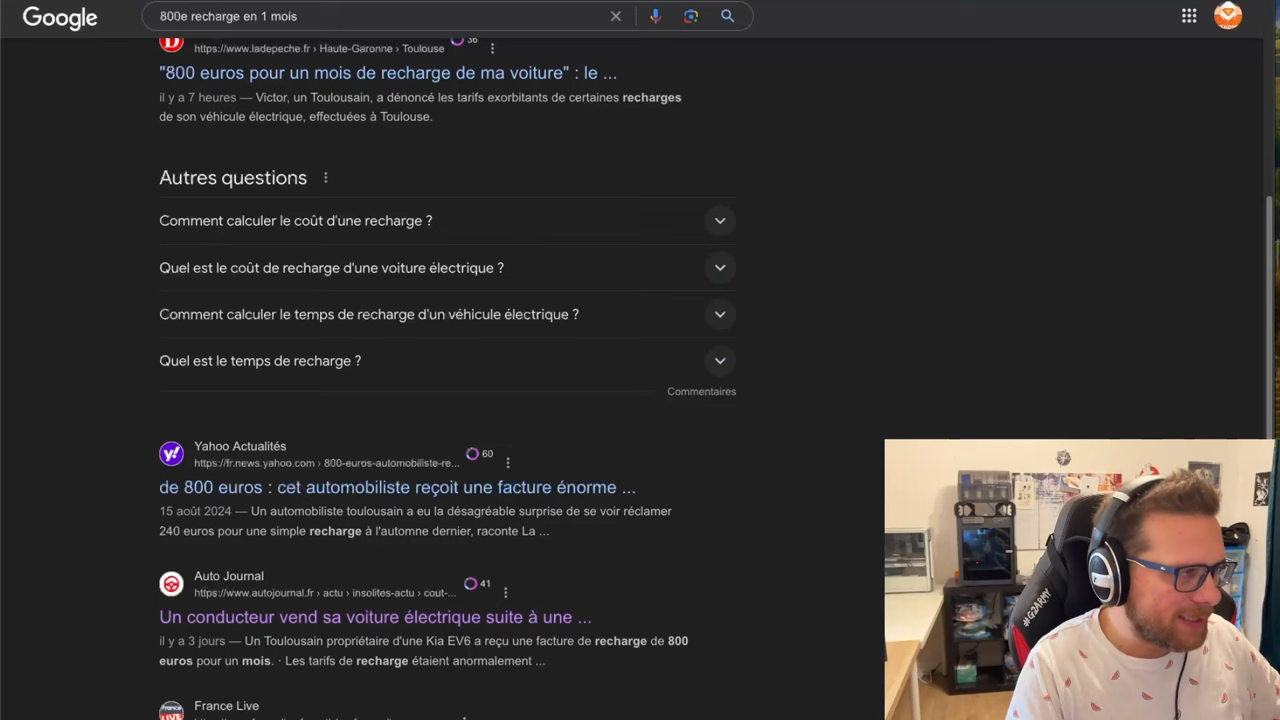 Google
800e recharge en 1 mois
https://www.ladepeche.fr › Haute-Garonne › Toulouse
36
"800 euros pour un mois de recharge de ma voiture" : le ...
il y a 7 heures — Victor, un Toulousain, a dénoncé les tarifs exorbitants de certaines recharges
de son véhicule électrique, effectuées à Toulouse.
Autres questions
Comment calculer le coût d'une recharge ?
Quel est le coût de recharge d'une voiture électrique ?
Comment calculer le temps de recharge d'un véhicule électrique ?
Quel est le temps de recharge ?
Commentaires
Yahoo Actualités
60
https://fr.news.yahoo.com › 800-euros-automobiliste-re...
de 800 euros : cet automobiliste reçoit une facture énorme ...
15 août 2024 — Un automobiliste toulousain a eu la désagréable surprise de se voir réclamer
240 euros pour une simple recharge à l'automne dernier, raconte La ...
Auto Journal
41
https://www.autojournal.fr › actu › insolites-actu › cout-...
Un conducteur vend sa voiture électrique suite à une ...
il y a 3 jours — Un Toulousain propriétaire d'une Kia EV6 a reçu une facture de recharge de 800
euros pour un mois. · Les tarifs de recharge étaient anormalement ...
France Live
#G2ARMY